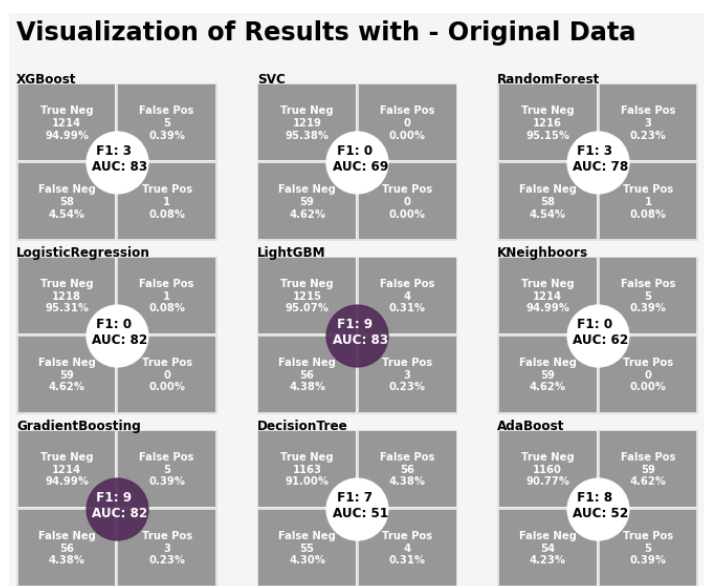 Visualization of Results with - Original Data
XGBoost
True Neg
1214
94.99%
False Pos
5
0.39%
F1: 3
AUC: 83
False Neg
58
4.54%
True Pos
1
0.08%
SVC
True Neg
1219
95.38%
False Pos
0
0.00%
F1: 0
AUC: 69
False Neg
59
4.62%
True Pos
0
0.00%
RandomForest
True Neg
1216
95.15%
False Pos
3
0.23%
F1: 3
AUC: 78
False Neg
58
4.54%
True Pos
1
0.08%
LogisticRegression
True Neg
1218
95.31%
False Pos
1
0.08%
F1: 0
AUC: 82
False Neg
59
4.62%
True Pos
0
0.00%
LightGBM
True Neg
1215
95.07%
False Pos
4
0.31%
F1: 9
AUC: 83
False Neg
56
4.38%
True Pos
3
0.23%
KNeighboors
True Neg
1214
94.99%
False Pos
5
0.39%
F1: 0
AUC: 62
False Neg
59
4.62%
True Pos
0
0.00%
GradientBoosting
True Neg
1214
94.99%
False Pos
5
0.39%
F1: 9
AUC: 82
False Neg
56
4.38%
True Pos
3
0.23%
DecisionTree
True Neg
1163
91.00%
False Pos
56
4.38%
F1: 7
AUC: 51
False Neg
55
4.30%
True Pos
4
0.31%
AdaBoost
True Neg
1160
90.77%
False Pos
59
4.62%
F1: 8
AUC: 52
False Neg
54
4.23%
True Pos
5
0.39%